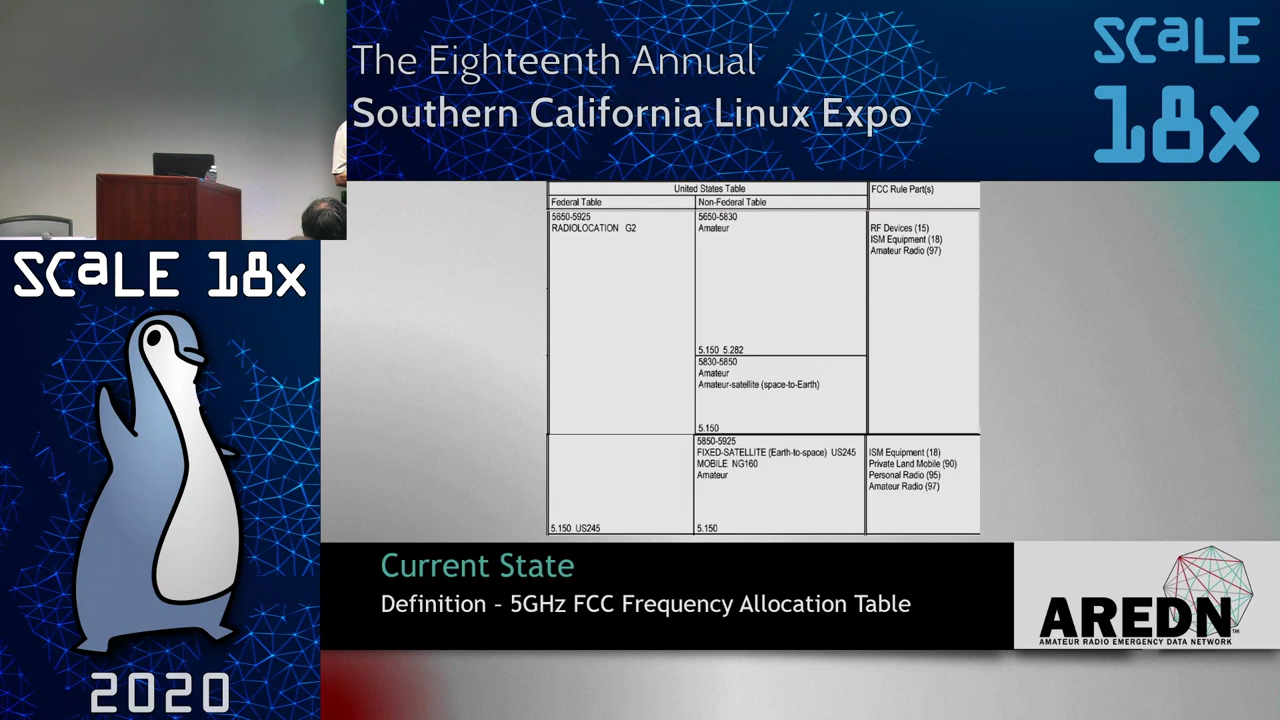 The Eighteenth Annual
Southern California Linux Expo
SCaLE
18x
SCaLE 18x
2020
United States Table
FCC Rule Part(s)
Federal Table
Non-Federal Table
5650-5925
RADIOLOCATION G2
5650-5830
Amateur
RF Devices (15)
ISM Equipment (18)
Amateur Radio (97)
5.150 5.282
5830-5850
Amateur
Amateur-satellite (space-to-Earth)
5.150
5850-5925
FIXED-SATELLITE (Earth-to-space) US245
MOBILE NG160
Amateur
ISM Equipment (18)
Private Land Mobile (90)
Personal Radio (95)
Amateur Radio (97)
5.150 US245
5.150
Current State
Definition - 5GHz FCC Frequency Allocation Table
AREDN™
AMATEUR RADIO EMERGENCY DATA NETWORK